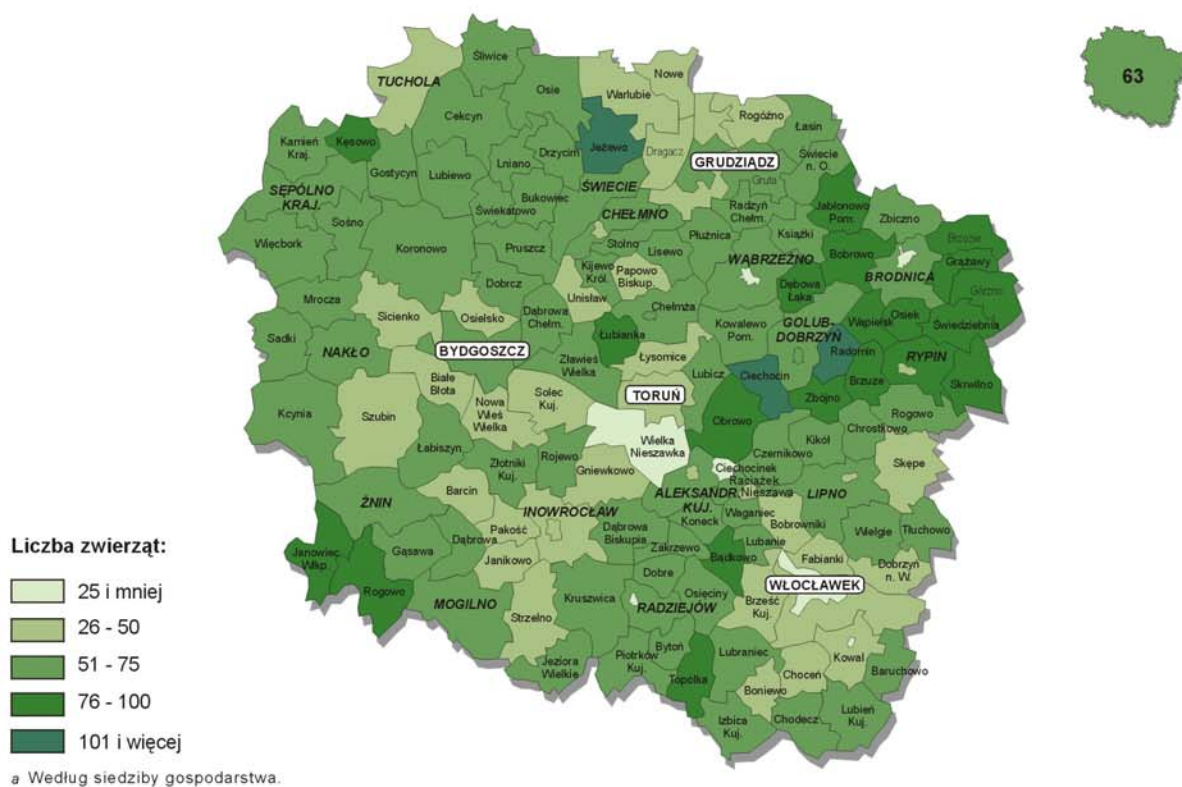 63
Śliwice
TUCHOLA
Nowe
Osie
Warlubie
Rogóźno
Cekcyn
Łasin
Kamień
Kraj.
Kęsowo
Jeżewo
Drzycim
Dragacz
GRUDZIĄDZ
Świecie
n. O.
Gostycyn
Lubiewo
Lniano
Gruta
SĘPÓLNO
KRAJ.
ŚWIECIE
Bukowiec
Świekatowo
CHEŁMNO
Radzyń
Chełm.
Jabłonowo
Pom.
Zbiczno
Sośno
Płużnica
Książki
Więcbork
Koronowo
Pruszcz
Stolno
Lisewo
WĄBRZEŹNO
Bobrowo
Brzozie
Grążawy
BRODNICA
Kijewo
Król.
Papowo
Biskup.
Dębowa
Łąka
Górzno
Mrocza
Dobrcz
Unisław
Sicienko
Osielsko
Dąbrowa
Chełm.
Chełmża
Kowalewo
Pom.
GOLUB-
DOBRZYŃ
Wąpielsk
Osiek
Świedziebnia
Sadki
NAKŁO
BYDGOSZCZ
Łubianka
Zławieś
Wielka
Łysomice
Lubicz
Ciechocin
Radomin
RYPIN
Skrwilno
Białe
Błota
Solec
Kuj.
TORUŃ
Brzuze
Zbójno
Kcynia
Szubin
Nowa
Wieś
Wielka
Wielka
Nieszawka
Obrowo
Rogowo
Chrostkowo
Kikół
Czernikowo
Łabiszyn
Złotniki
Kuj.
Rojewo
Gniewkowo
Ciechocinek
Raciążek
Nieszawa
Skępe
ŻNIN
Barcin
INOWROCŁAW
ALEKSANDR.
KUJ.
LIPNO
Koneck
Waganiec
Bobrowniki
Wielgie
Tłuchowo
Pakość
Dąbrowa
Dąbrowa
Biskupia
Zakrzewo
Lubanie
Janowiec
Wkp.
Gąsawa
Janikowo
Bądkowo
Fabianki
Dobrzyń
n. W.
Rogowo
Dobre
WŁOCŁAWEK
MOGILNO
Kruszwica
RADZIEJÓW
Osięciny
Brześć
Kuj.
Strzelno
Bytoń
Lubraniec
Kowal
Jeziora
Wielkie
Piotrków
Kuj.
Topólka
Choceń
Baruchowo
Boniewo
Izbica
Kuj.
Chodecz
Lubień
Kuj.
Liczba zwierząt:
25 i mniej
26 - 50
51 - 75
76 - 100
101 i więcej
a Według siedziby gospodarstwa.